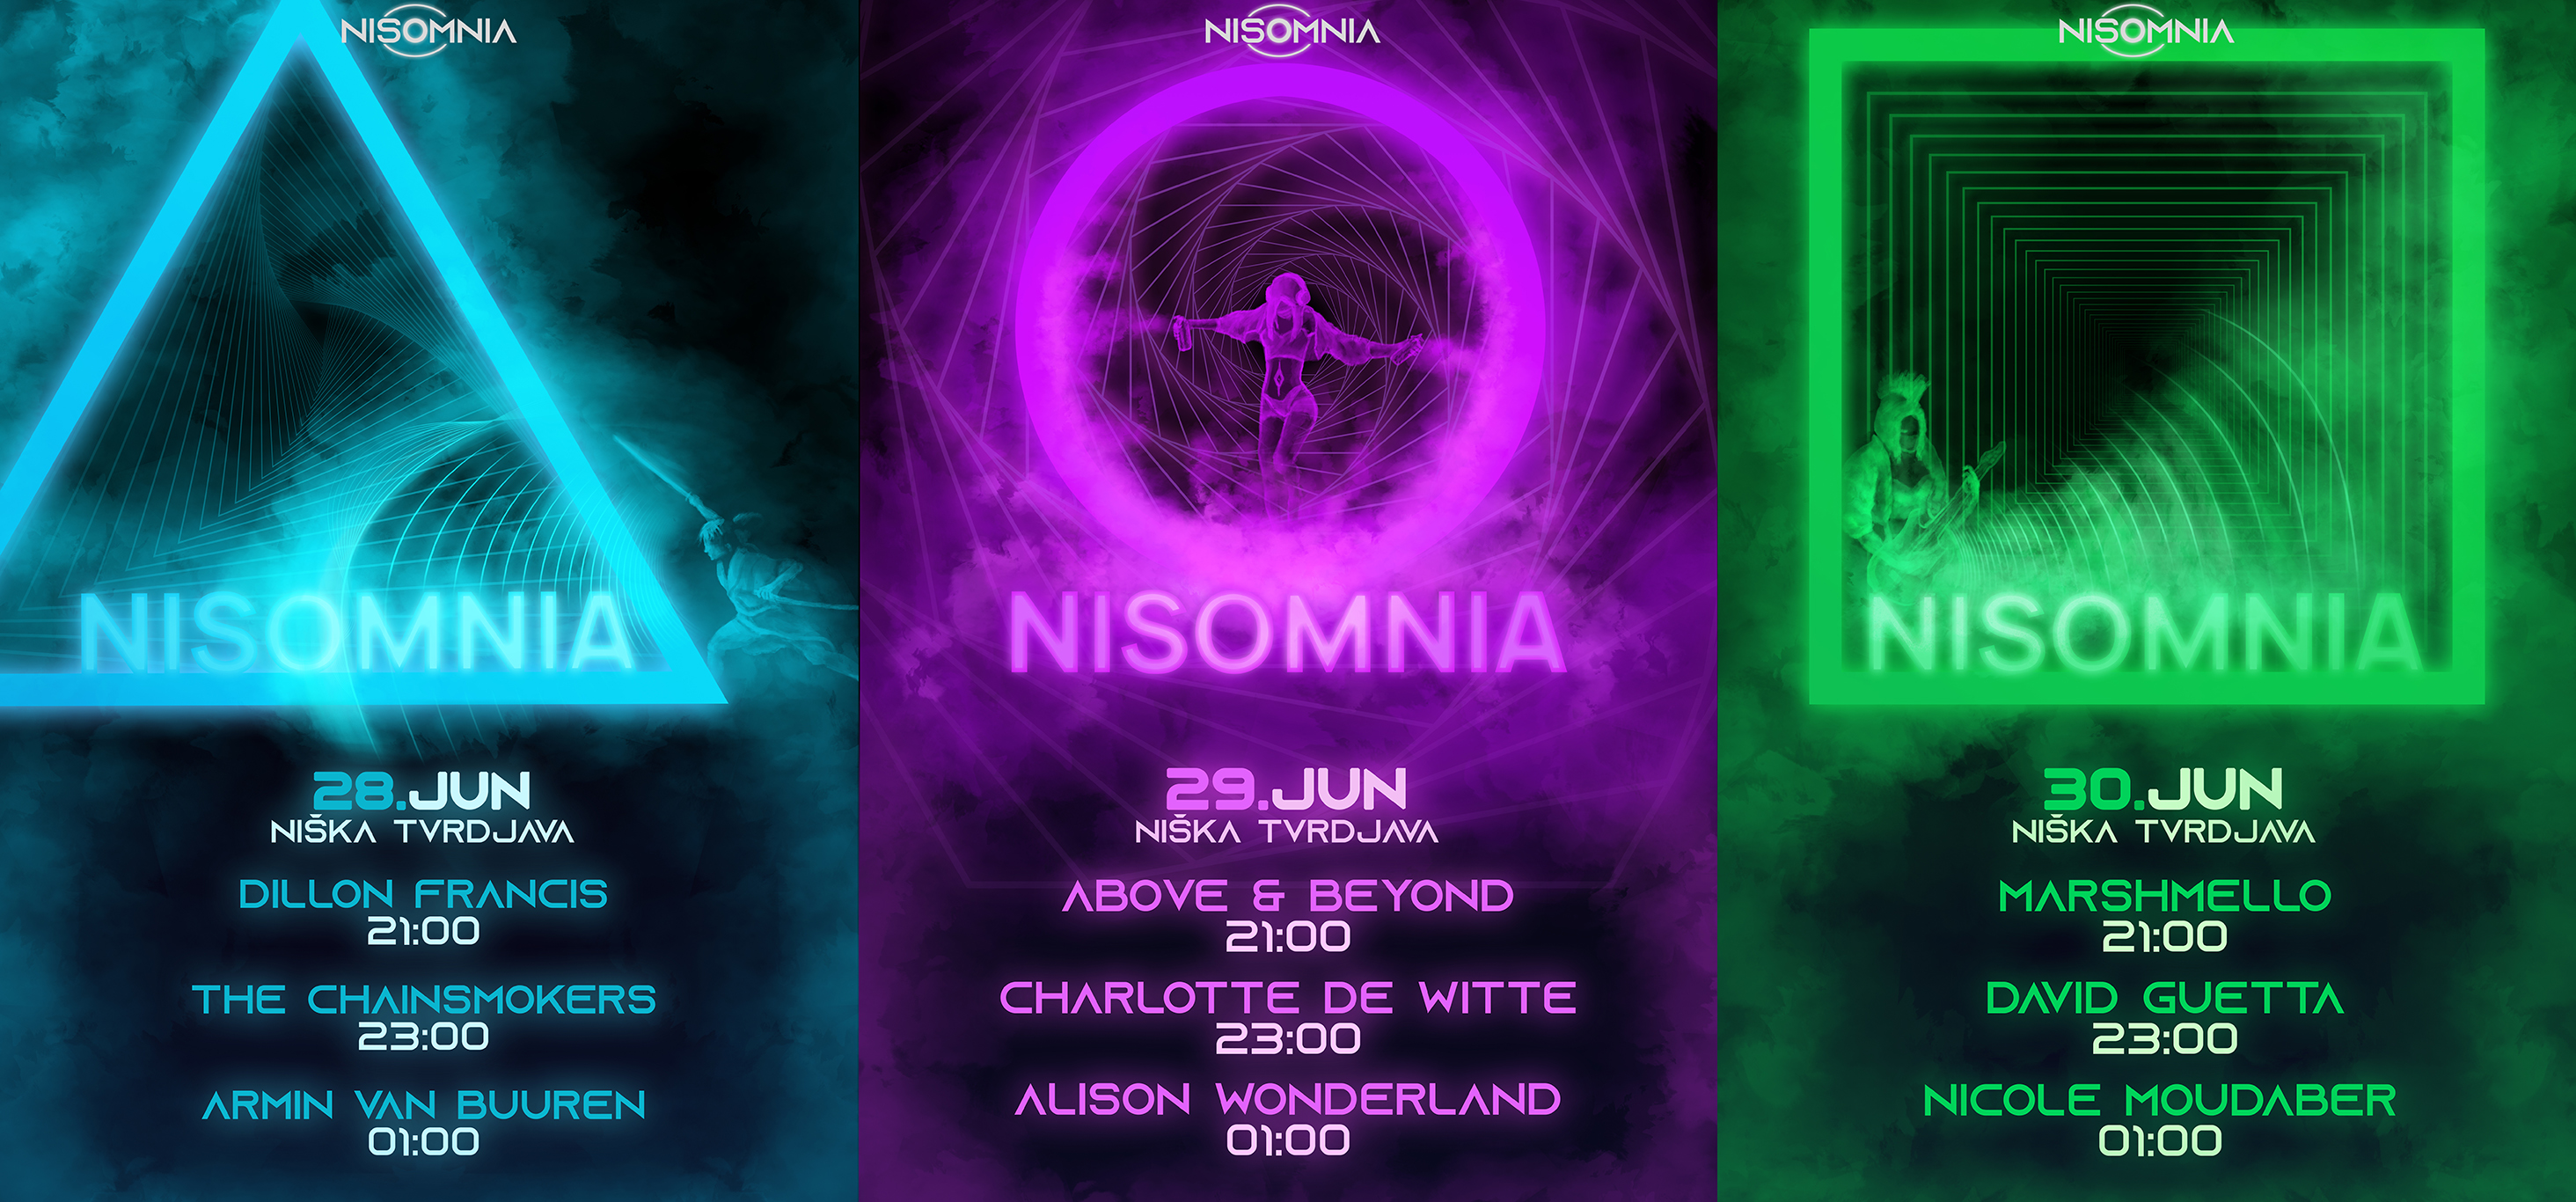 NISOMNIA
NISOMNIA
28.JUN
NIŠKA TVRDJAVA
DILLON FRANCIS
21:00
THE CHAINSMOKERS
23:00
ARMIN VAN BUUREN
01:00
NISOMNIA
NISOMNIA
29.JUN
NIŠKA TVRDJAVA
ABOVE & BEYOND
21:00
CHARLOTTE DE WITTE
23:00
ALISON WONDERLAND
01:00
NISOMNIA
NISOMNIA
30.JUN
NIŠKA TVRDJAVA
MARSHMELLO
21:00
DAVID GUETTA
23:00
NICOLE MOUDABER
01:00